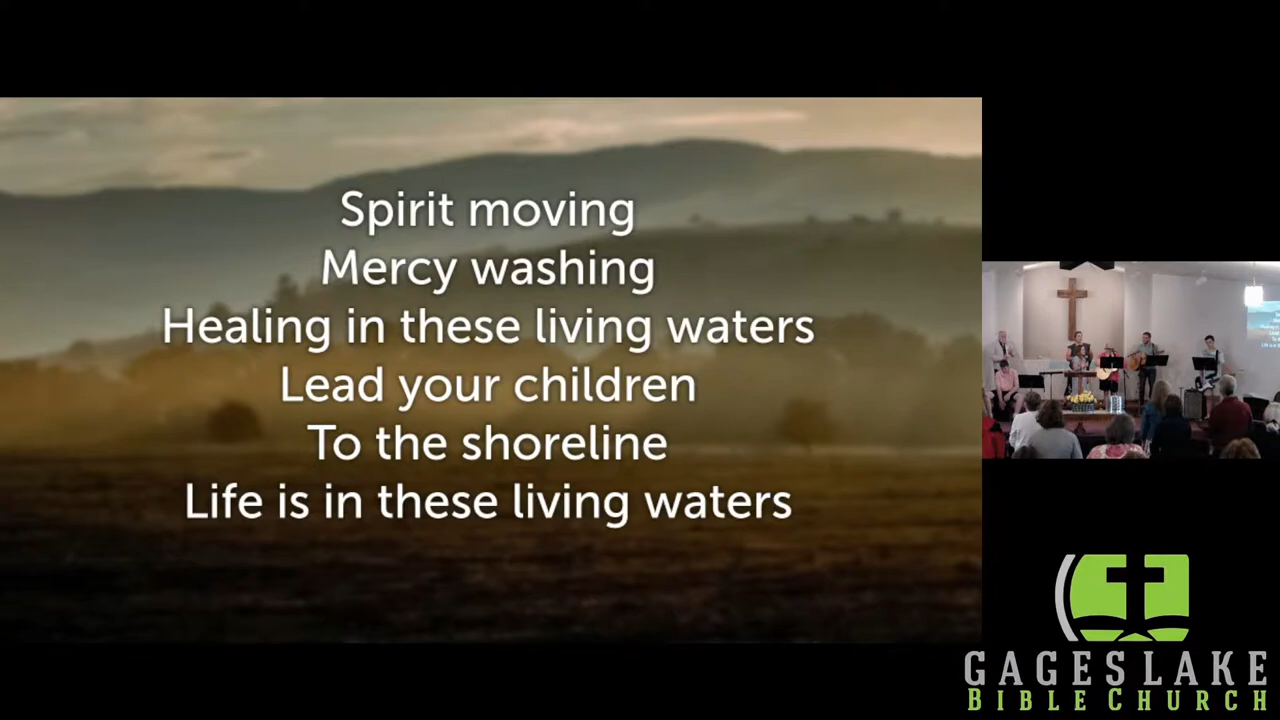 Spirit moving
Mercy washing
Healing in these living waters
Lead your children
To the shoreline
Life is in these living waters
GAGESLAKE
BIBLE CHURCH